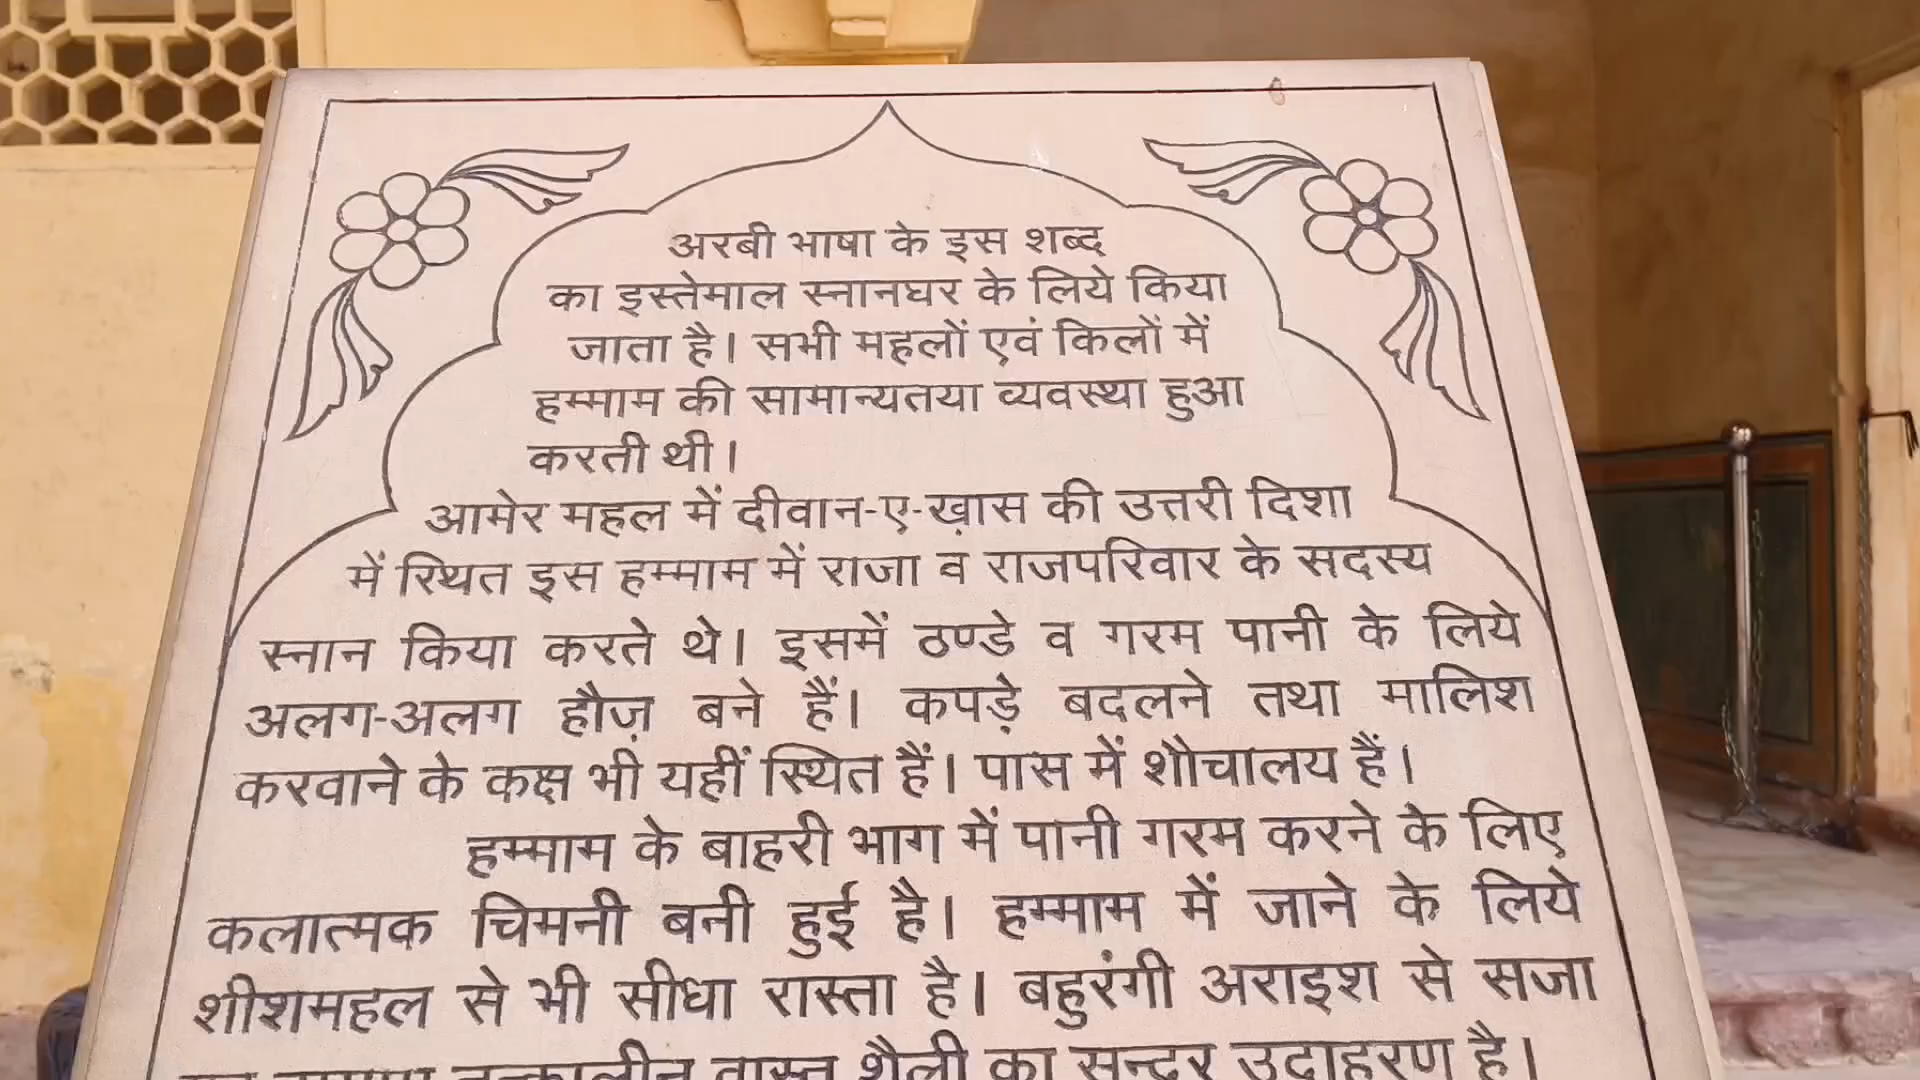 अरबी भाषा के इस शब्द
का इस्तेमाल स्नानघर के लिये किया
जाता है। सभी महलों एवं किलों में
हम्माम की सामान्यतया व्यवस्था हुआ
करती थी।
आमेर महल में दीवान-ए-ख़ास की उत्तरी दिशा
में स्थित इस हम्माम में राजा व राजपरिवार के सदस्य
स्नान किया करते थे। इसमें ठण्डे व गरम पानी के लिये
अलग-अलग हौज़ बने हैं। कपड़े बदलने तथा मालिश
करवाने के कक्ष भी यहीं स्थित हैं। पास में शौचालय हैं।
हम्माम के बाहरी भाग में पानी गरम करने के लिए
कलात्मक चिमनी बनी हुई है। हम्माम में जाने के लिये
शीशमहल से भी सीधा रास्ता है। बहुरंगी अराइश से सजा
तत्कालीन वास्तु शैली का सुन्दर उदाहरण है।